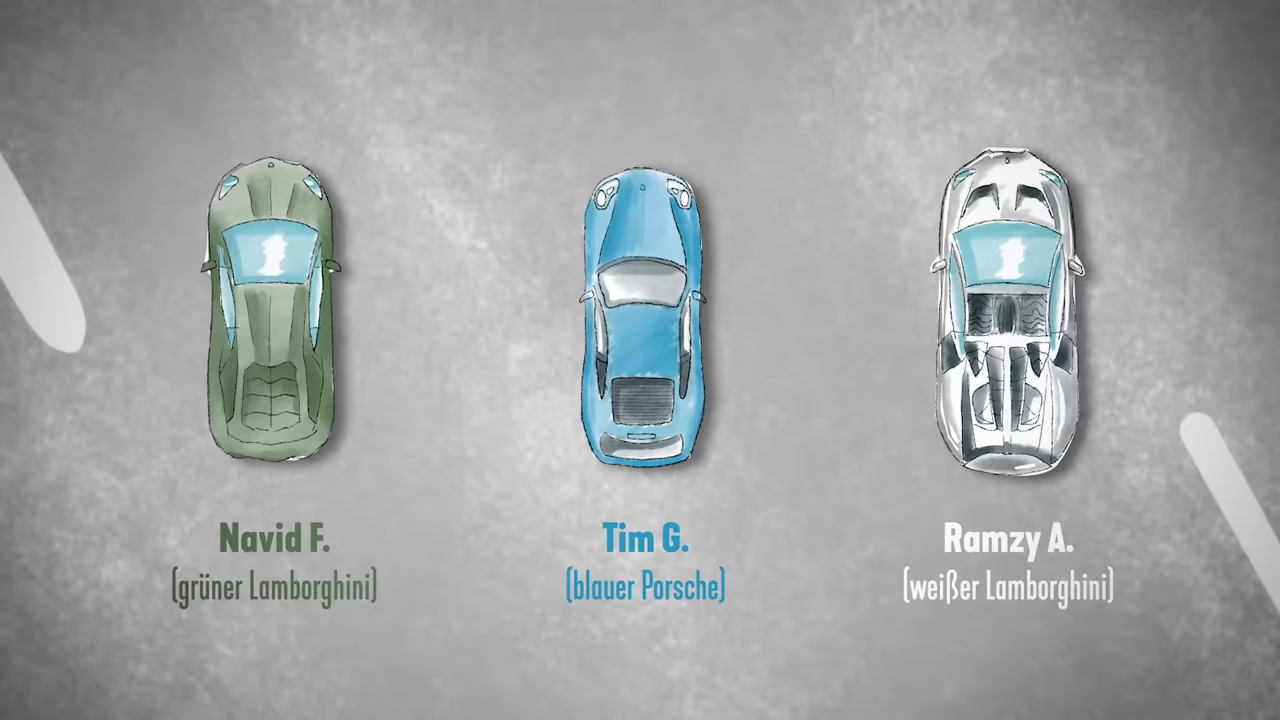 Navid F.
(grüner Lamborghini)
Tim G.
(blauer Porsche)
Ramzy A.
(weißer Lamborghini)